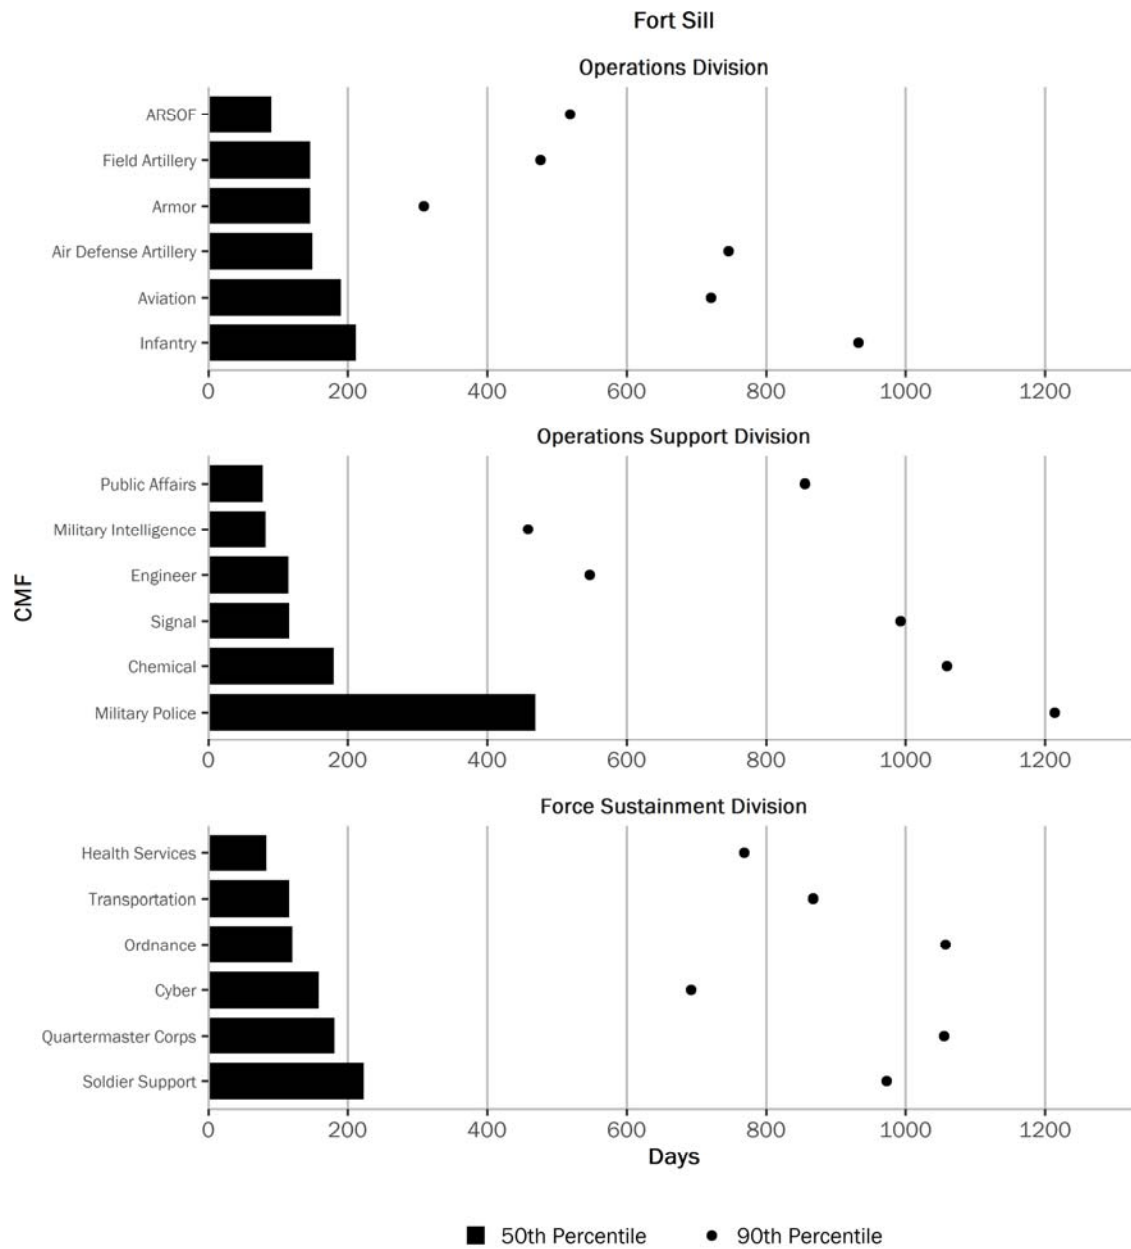 Fort Sill
Operations Division
ARSOF
Field Artillery
Armor
Air Defense Artillery
Aviation
Infantry
0 200 400 600 800 1000 1200
Operations Support Division
Public Affairs
Military Intelligence
Engineer
Signal
Chemical
Military Police
0 200 400 600 800 1000 1200
CMF
Force Sustainment Division
Health Services
Transportation
Ordnance
Cyber
Quartermaster Corps
Soldier Support
0 200 400 600 800 1000 1200
Days
50th Percentile 90th Percentile